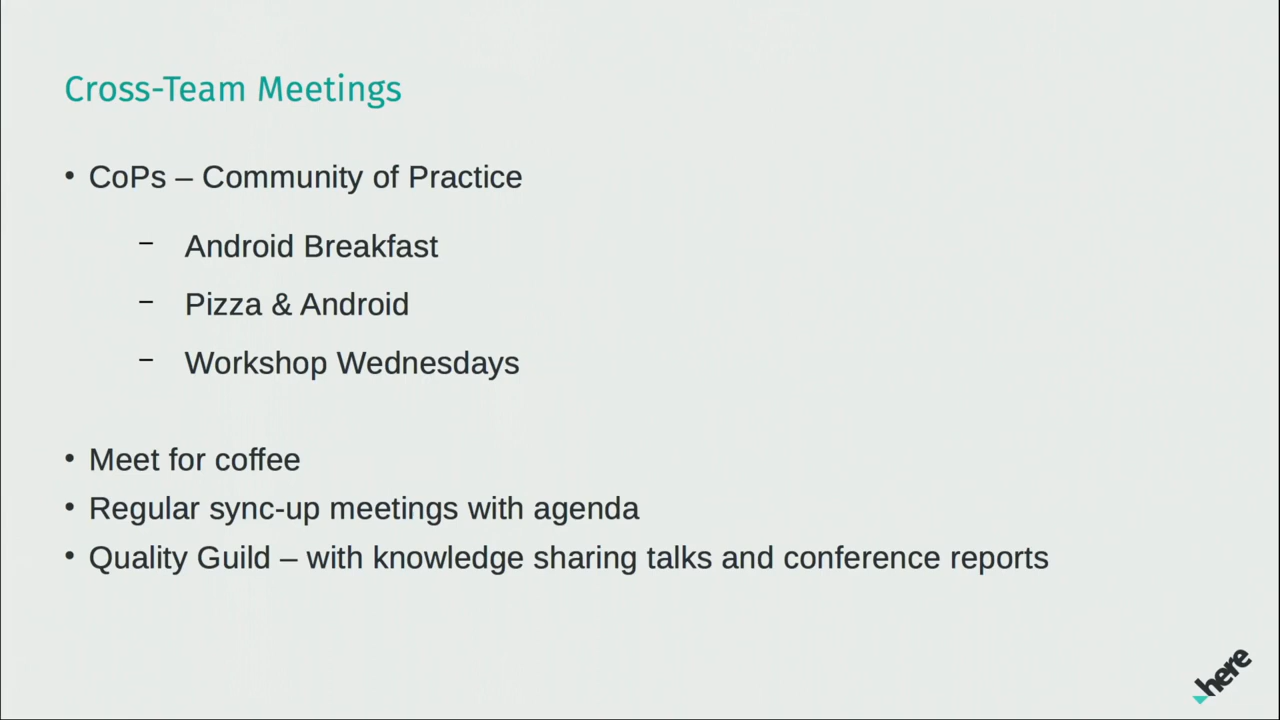 Cross-Team Meetings
• CoPs – Community of Practice
– Android Breakfast
– Pizza & Android
– Workshop Wednesdays
• Meet for coffee
• Regular sync-up meetings with agenda
• Quality Guild – with knowledge sharing talks and conference reports
here